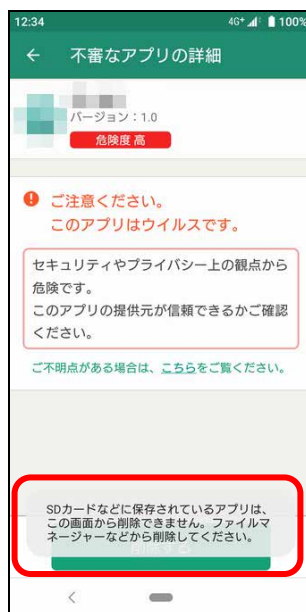 12:34 4G+ 100%
← 不審なアプリの詳細
バージョン：1.0
危険度 高
ご注意ください。
このアプリはウイルスです。
セキュリティやプライバシー上の観点から
危険です。
このアプリの提供元が信頼できるかご確認
ください。
ご不明点がある場合は、こちらをご覧ください。
SDカードなどに保存されているアプリは、
この画面から削除できません。ファイルマ
ネージャーなどから削除してください。
削除する